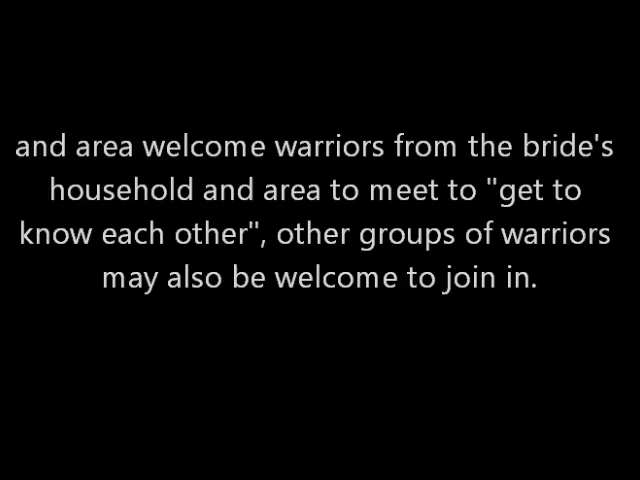 and area welcome warriors from the bride's
household and area to meet to "get to
know each other", other groups of warriors
may also be welcome to join in.